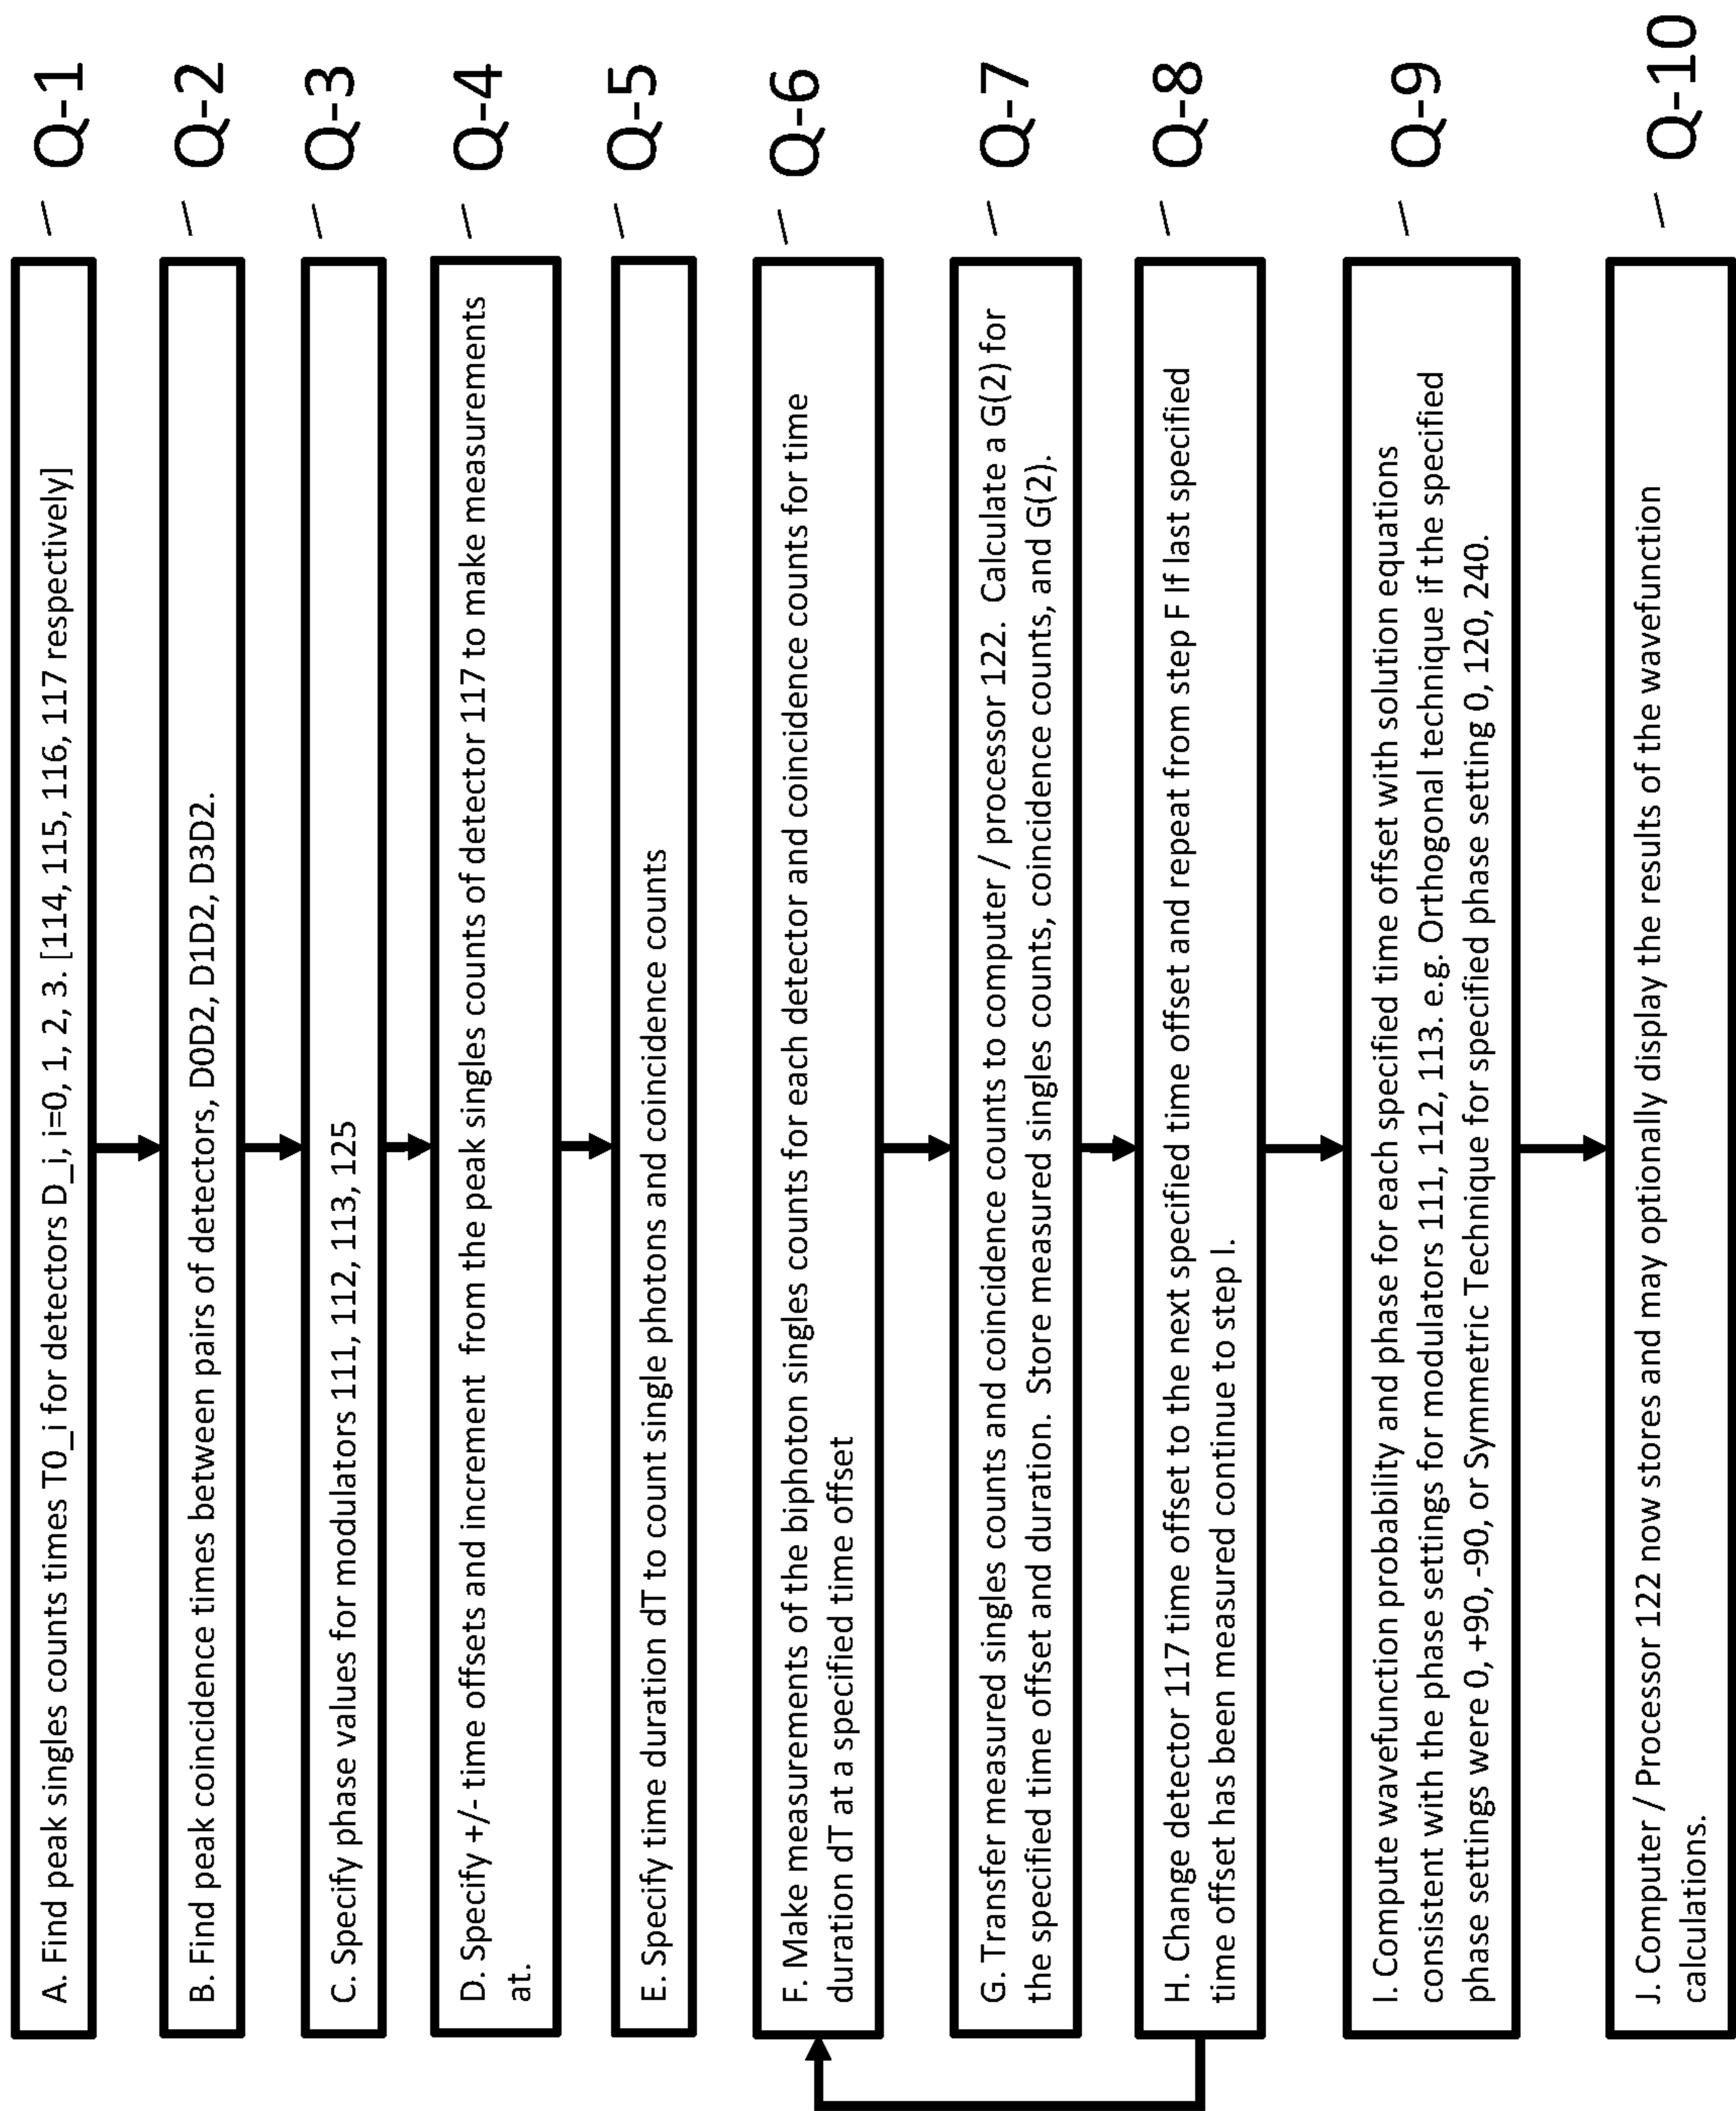 A. Find peak singles counts times T0_i for detectors D_i, i=0, 1, 2, 3. [114, 115, 116, 117 respectively]
Q-1
B. Find peak coincidence times between pairs of detectors, D0D2, D1D2, D3D2.
Q-2
C. Specify phase values for modulators 111, 112, 113, 125
Q-3
D. Specify +/- time offsets and increment from the peak singles counts of detector 117 to make measurements
at.
Q-4
E. Specify time duration dT to count single photons and coincidence counts
Q-5
F. Make measurements of the biphoton singles counts for each detector and coincidence counts for time
duration dT at a specified time offset
Q-6
G. Transfer measured singles counts and coincidence counts to computer / processor 122. Calculate a G(2) for
the specified time offset and duration. Store measured singles counts, coincidence counts, and G(2).
Q-7
H. Change detector 117 time offset to the next specified time offset and repeat from step F If last specified
time offset has been measured continue to step I.
Q-8
I. Compute wavefunction probability and phase for each specified time offset with solution equations
consistent with the phase settings for modulators 111, 112, 113. e.g. Orthogonal technique if the specified
phase settings were 0, +90, -90, or Symmetric Technique for specified phase setting 0, 120, 240.
Q-9
J. Computer / Processor 122 now stores and may optionally display the results of the wavefunction
calculations.
Q-10